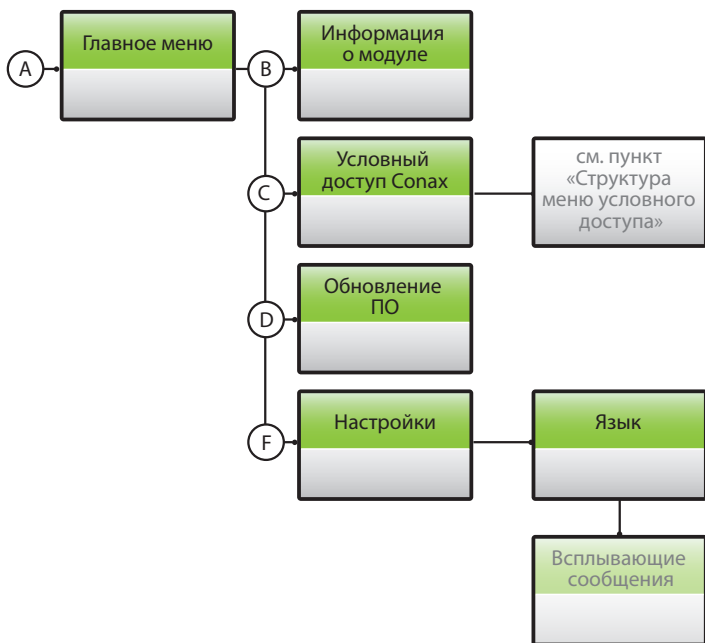 A
Главное меню
B
Информация
о модуле
C
Условный
доступ Conax
см. пункт
«Структура
меню условного
доступа»
D
Обновление
ПО
F
Настройки
Язык
Всплывающие
сообщения